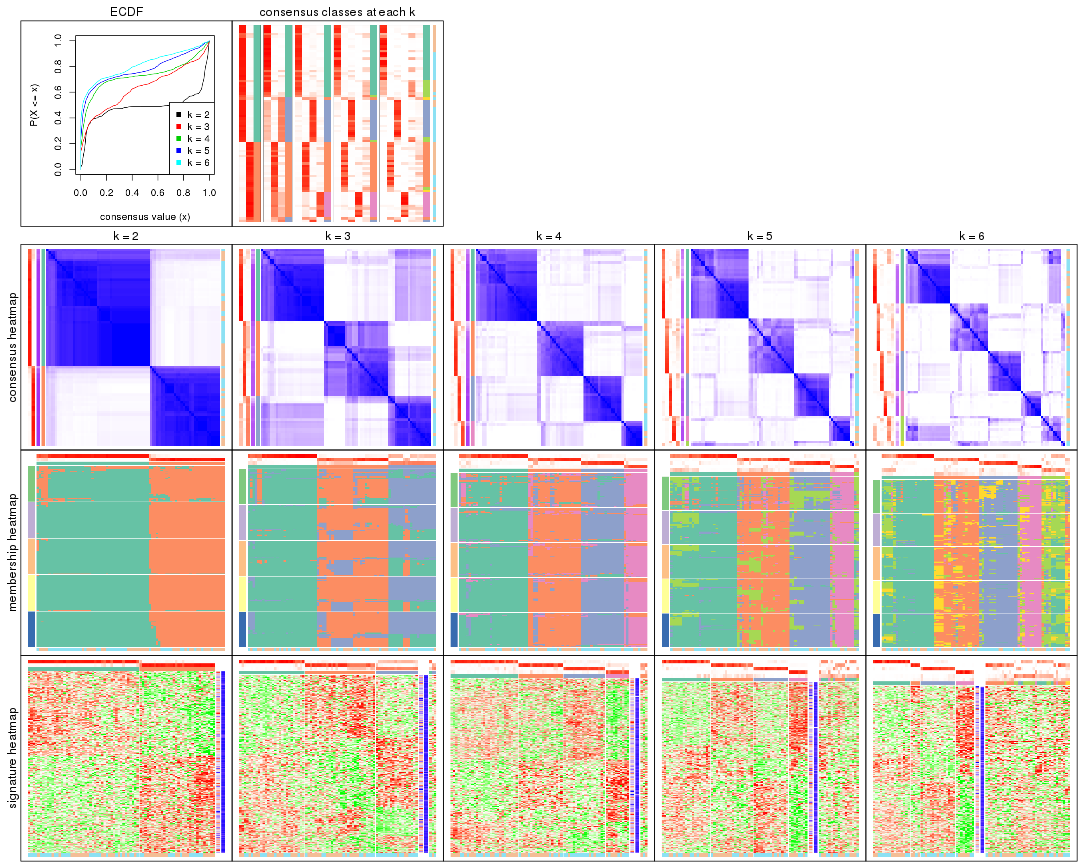 ECDF
consensus classes at each k
P(X <= x)
0.0 0.2 0.4 0.6 0.8 1.0
k = 2
k = 3
k = 4
k = 5
k = 6
0.0 0.2 0.4 0.6 0.8 1.0
consensus value (x)
k = 2
k = 3
k = 4
k = 5
k = 6
consensus heatmap
membership heatmap
signature heatmap